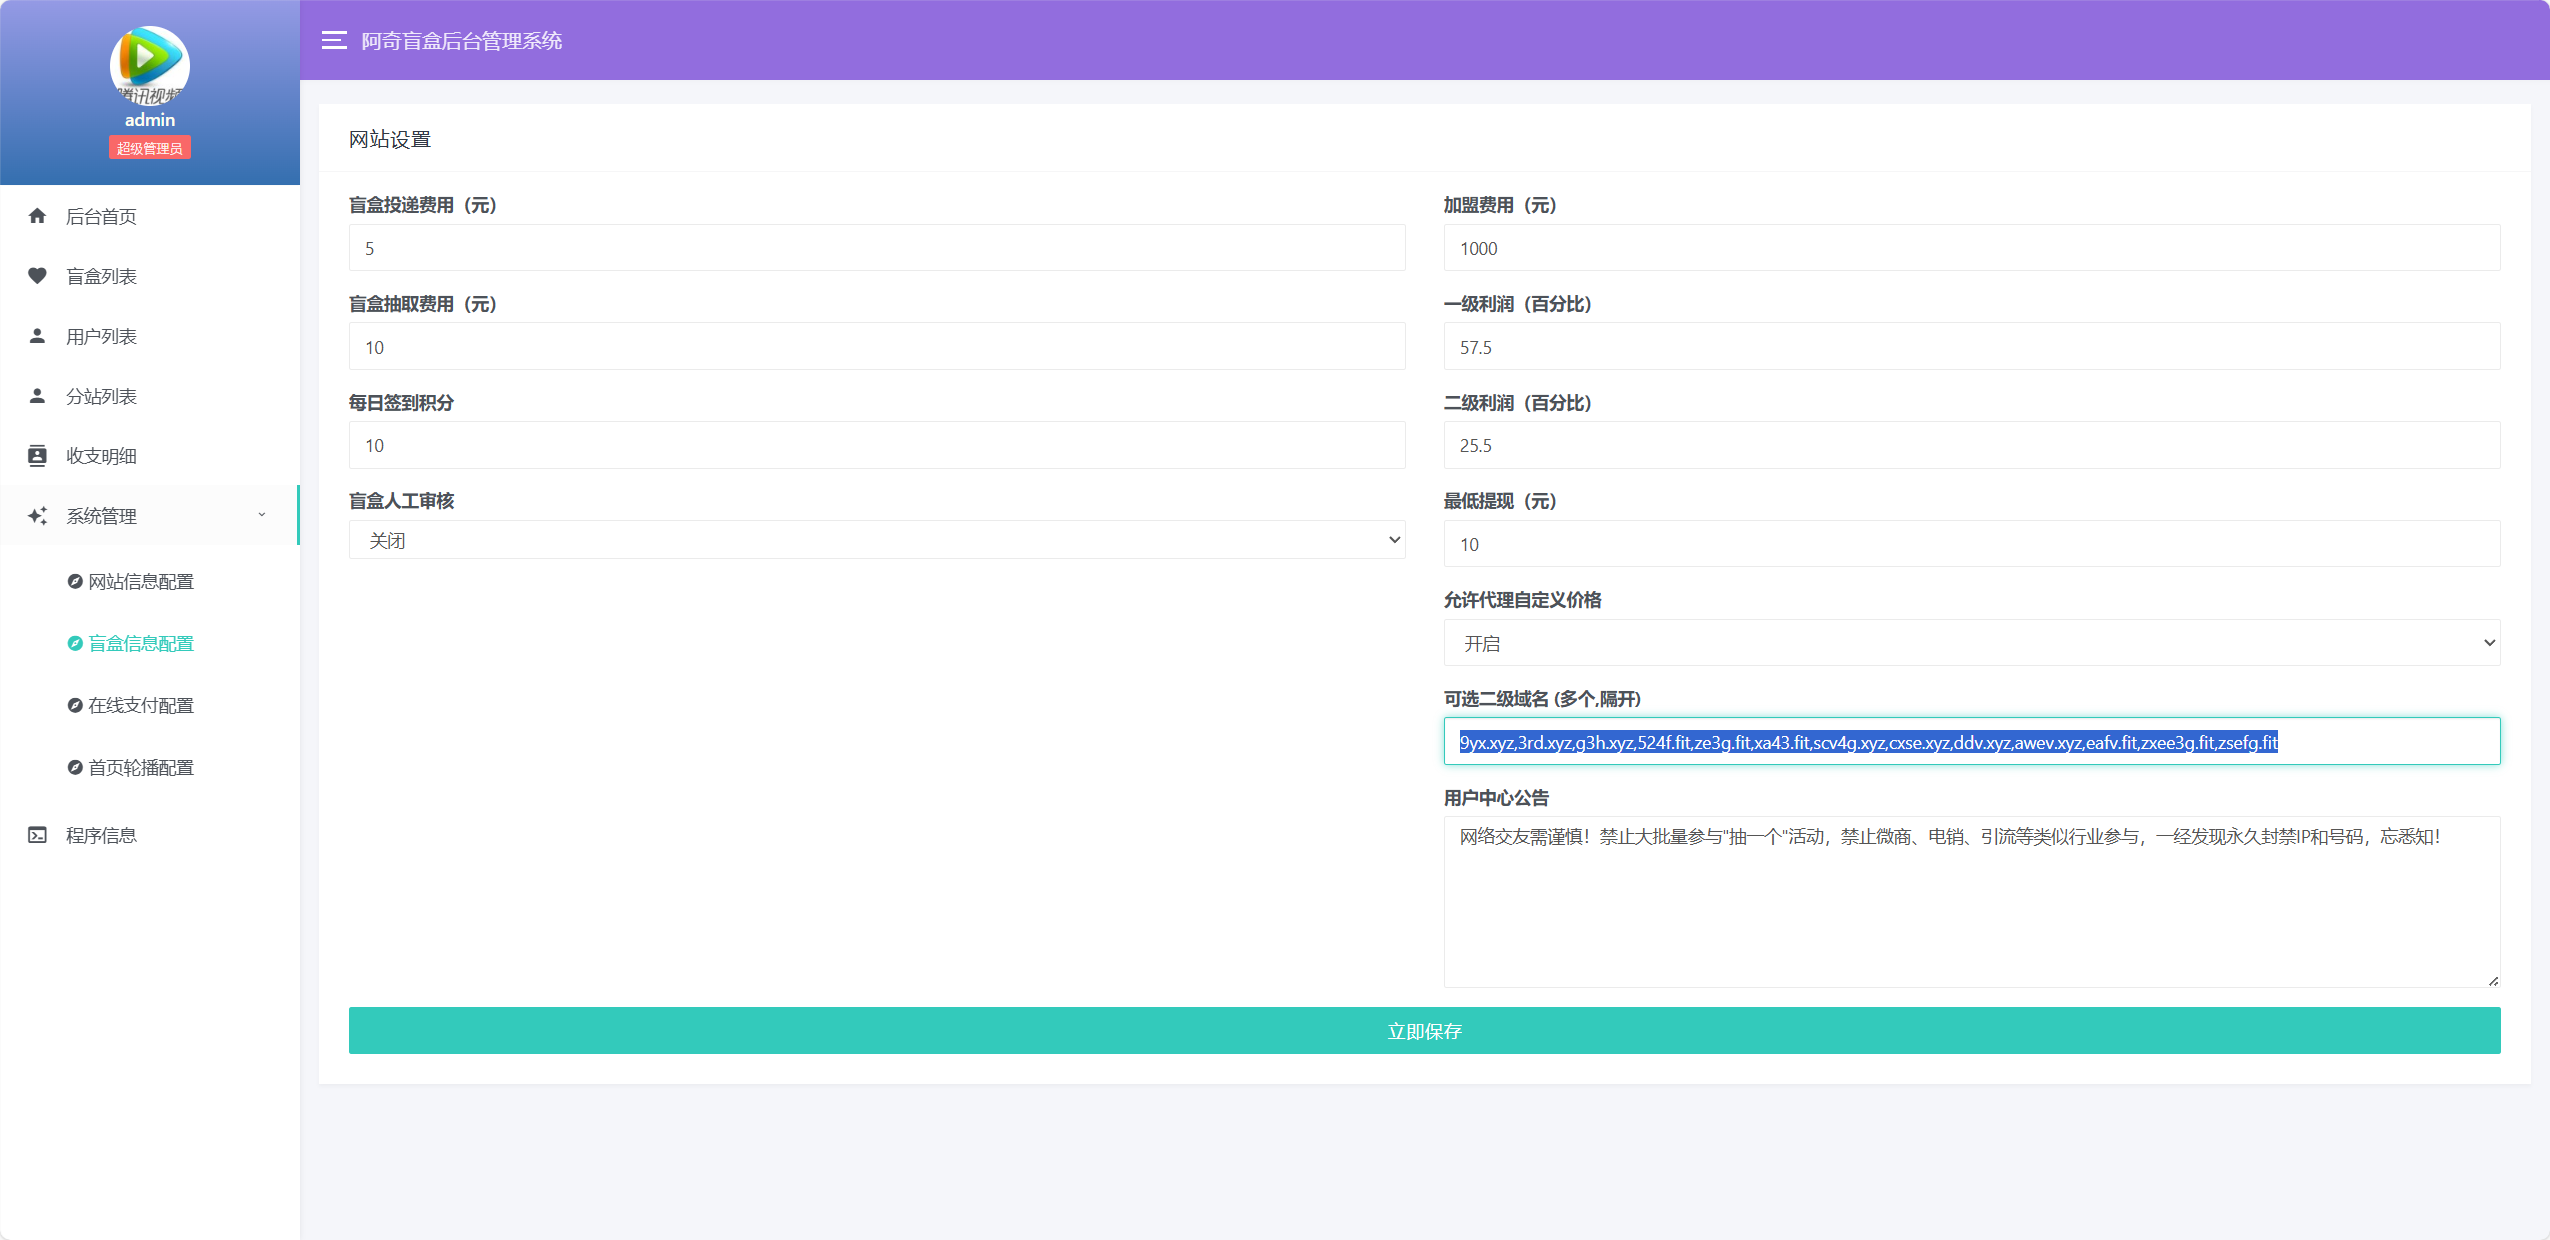 腾讯视频
admin
超级管理员
后台首页
盲盒列表
用户列表
分站列表
收支明细
系统管理
网站信息配置
盲盒信息配置
在线支付配置
首页轮播配置
程序信息
阿奇盲盒后台管理系统
网站设置
盲盒投递费用（元）
5
盲盒抽取费用（元）
10
每日签到积分
10
盲盒人工审核
关闭
加盟费用（元）
1000
一级利润（百分比）
57.5
二级利润（百分比）
25.5
最低提现（元）
10
允许代理自定义价格
开启
可选二级域名 (多个,隔开)
9yx.xyz,3rd.xyz,g3h.xyz,524f.fit,ze3g.fit,xa43.fit,scv4g.xyz,cxse.xyz,ddv.xyz,awev.xyz,eafv.fit,zxee3g.fit,zsefg.fit
用户中心公告
网络交友需谨慎！禁止大批量参与"抽一个"活动，禁止微商、电销、引流等类似行业参与，一经发现永久封禁IP和号码，忘悉知！
立即保存